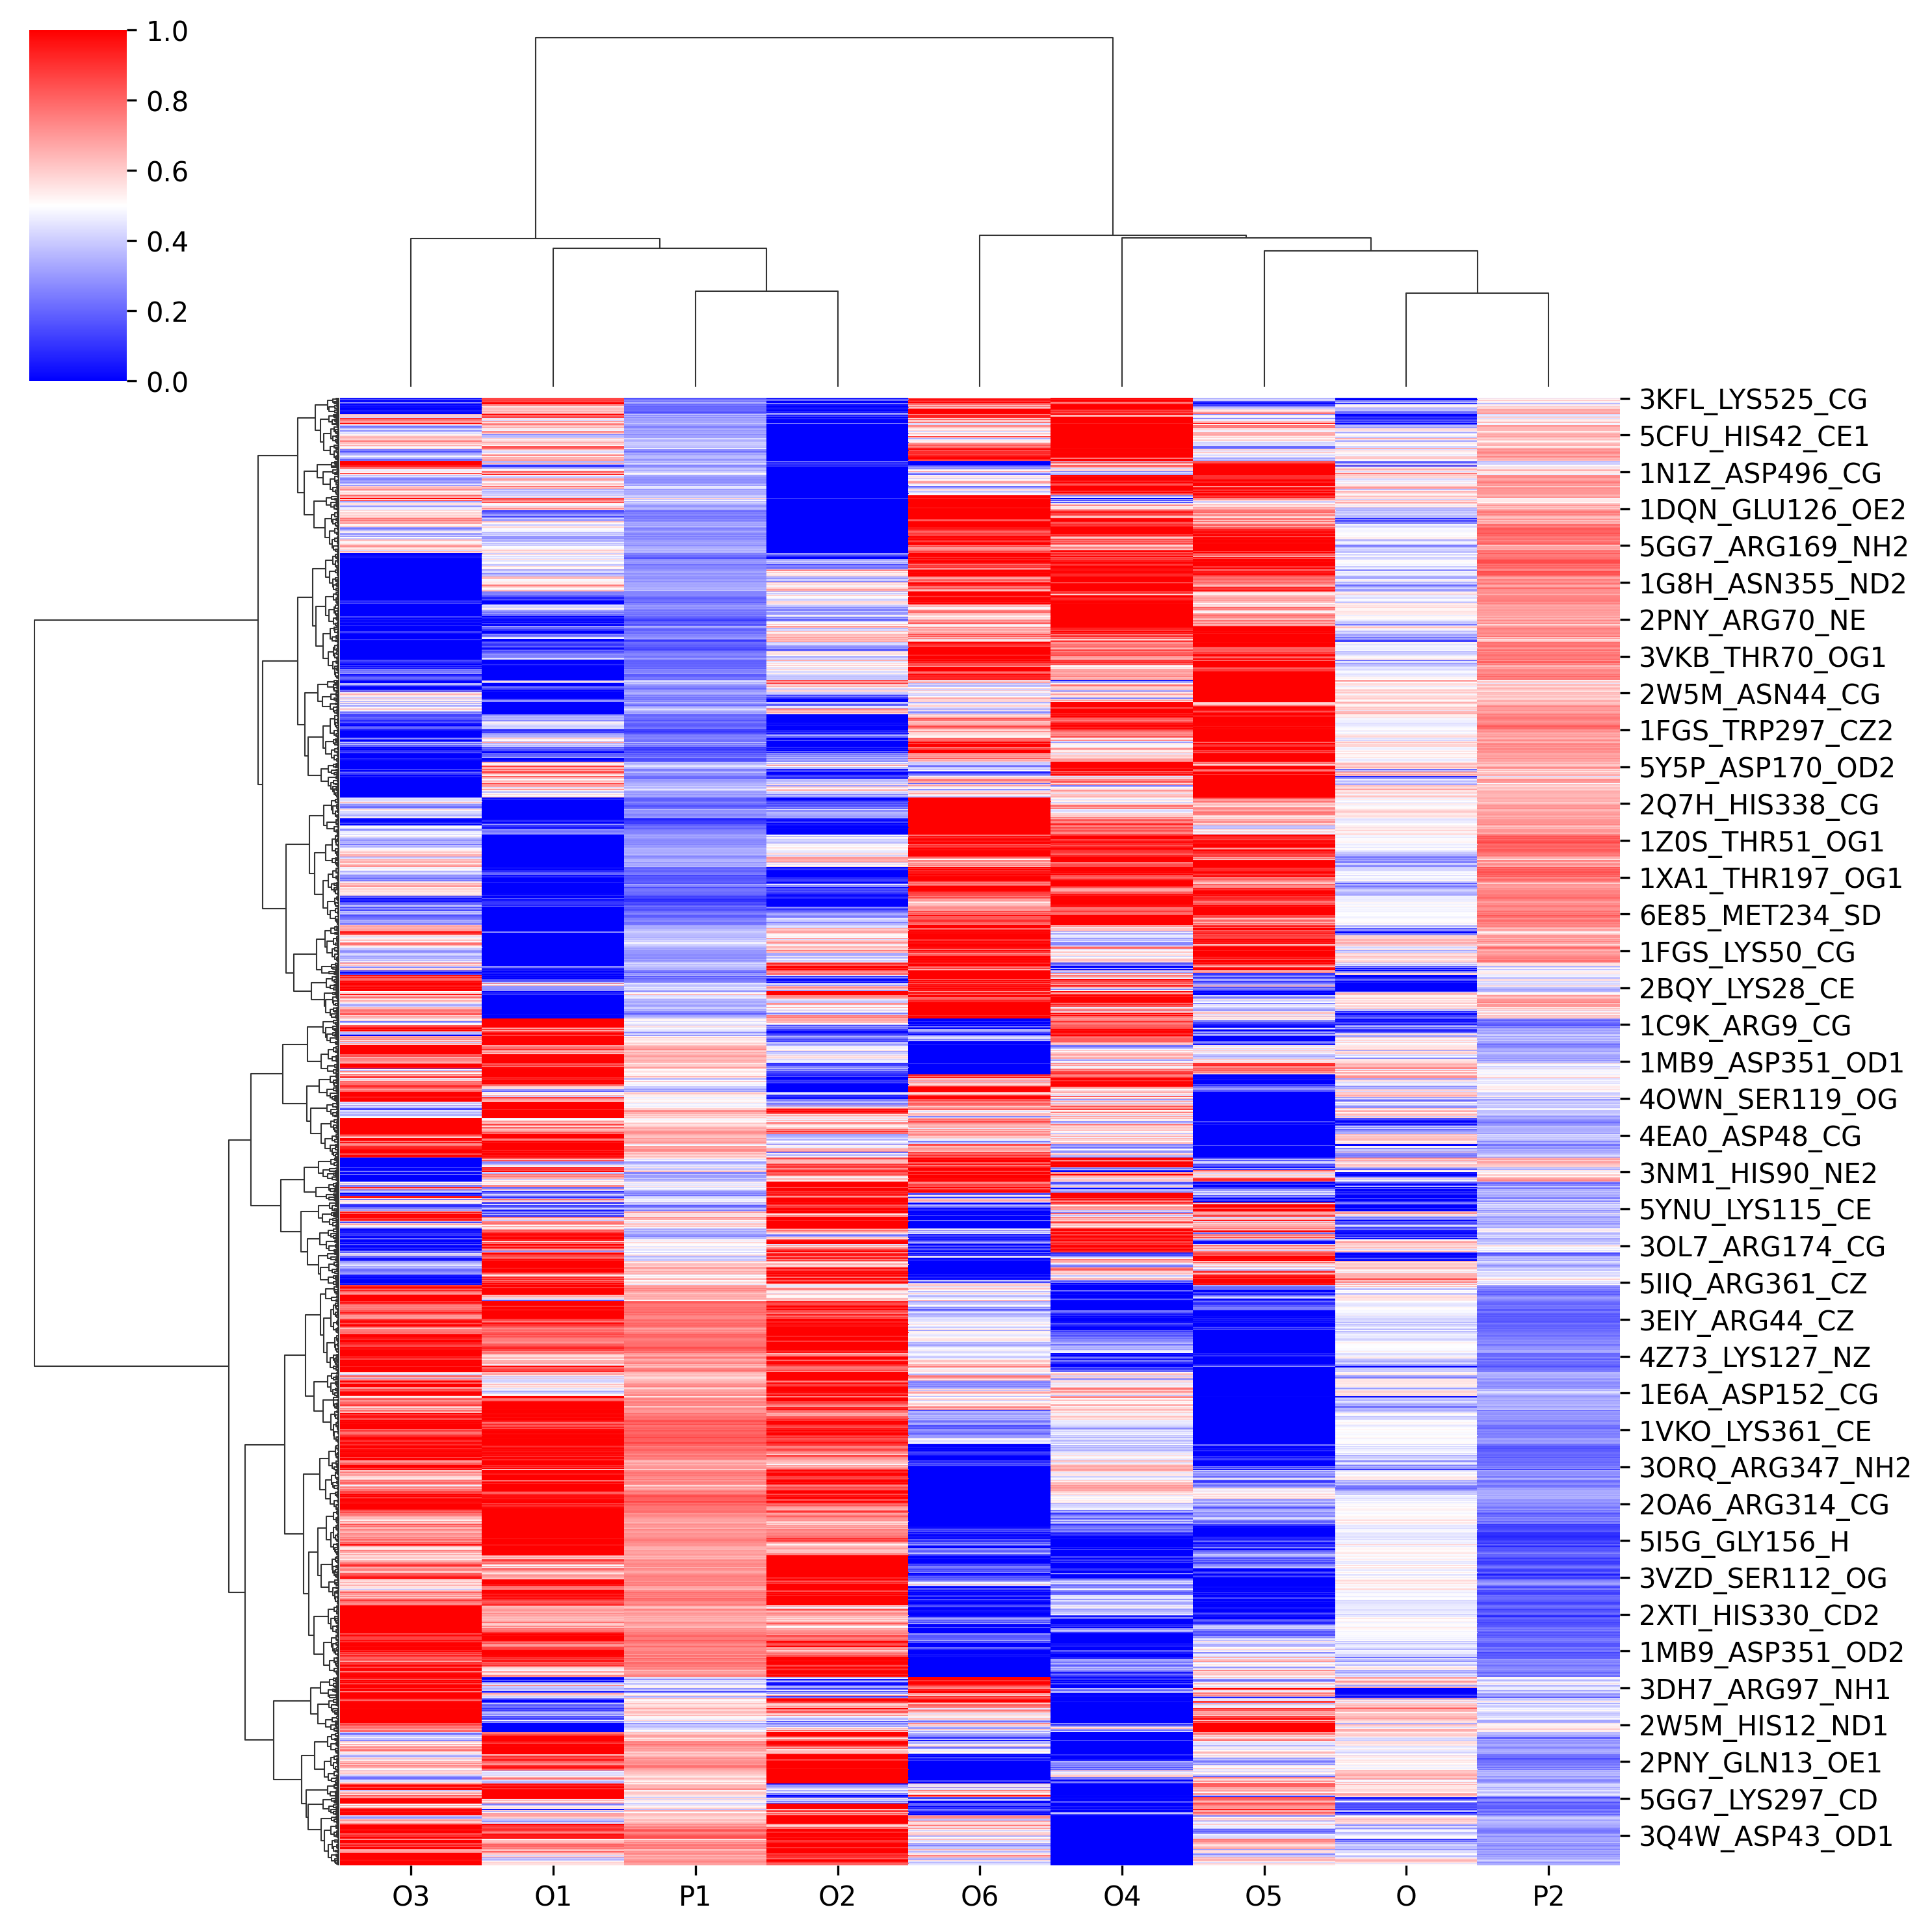 1.0
0.8
0.6
0.4
0.2
0.0
3KFL_LYS525_CG
5CFU_HIS42_CE1
1N1Z_ASP496_CG
1DQN_GLU126_OE2
5GG7_ARG169_NH2
1G8H_ASN355_ND2
2PNY_ARG70_NE
3VKB_THR70_OG1
2W5M_ASN44_CG
1FGS_TRP297_CZ2
5Y5P_ASP170_OD2
2Q7H_HIS338_CG
1Z0S_THR51_OG1
1XA1_THR197_OG1
6E85_MET234_SD
1FGS_LYS50_CG
2BQY_LYS28_CE
1C9K_ARG9_CG
1MB9_ASP351_OD1
4OWN_SER119_OG
4EA0_ASP48_CG
3NM1_HIS90_NE2
5YNU_LYS115_CE
3OL7_ARG174_CG
5IIQ_ARG361_CZ
3EIY_ARG44_CZ
4Z73_LYS127_NZ
1E6A_ASP152_CG
1VKO_LYS361_CE
3ORQ_ARG347_NH2
2OA6_ARG314_CG
5I5G_GLY156_H
3VZD_SER112_OG
2XTI_HIS330_CD2
1MB9_ASP351_OD2
3DH7_ARG97_NH1
2W5M_HIS12_ND1
2PNY_GLN13_OE1
5GG7_LYS297_CD
3Q4W_ASP43_OD1
O3 O1 P1 O2 O6 O4 O5 O P2